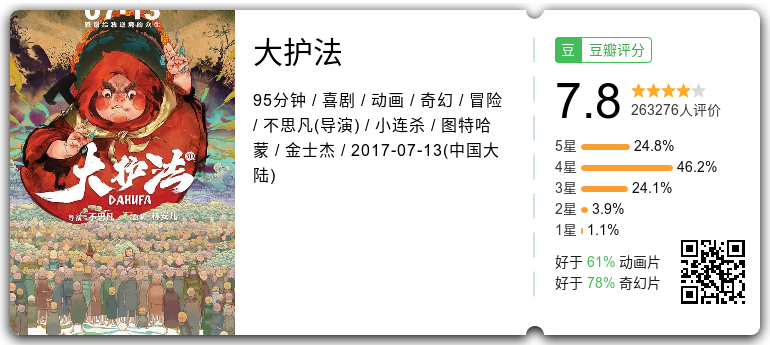 07-13
大护法
DAHUFA
导演 不思凡
大护法
95分钟 / 喜剧 / 动画 / 奇幻 / 冒险
/ 不思凡(导演) / 小连杀 / 图特哈
蒙 / 金士杰 / 2017-07-13(中国大
陆)
豆 豆瓣评分
7.8
263276人评价
5星 24.8%
4星 46.2%
3星 24.1%
2星 3.9%
1星 1.1%
好于 61% 动画片
好于 78% 奇幻片